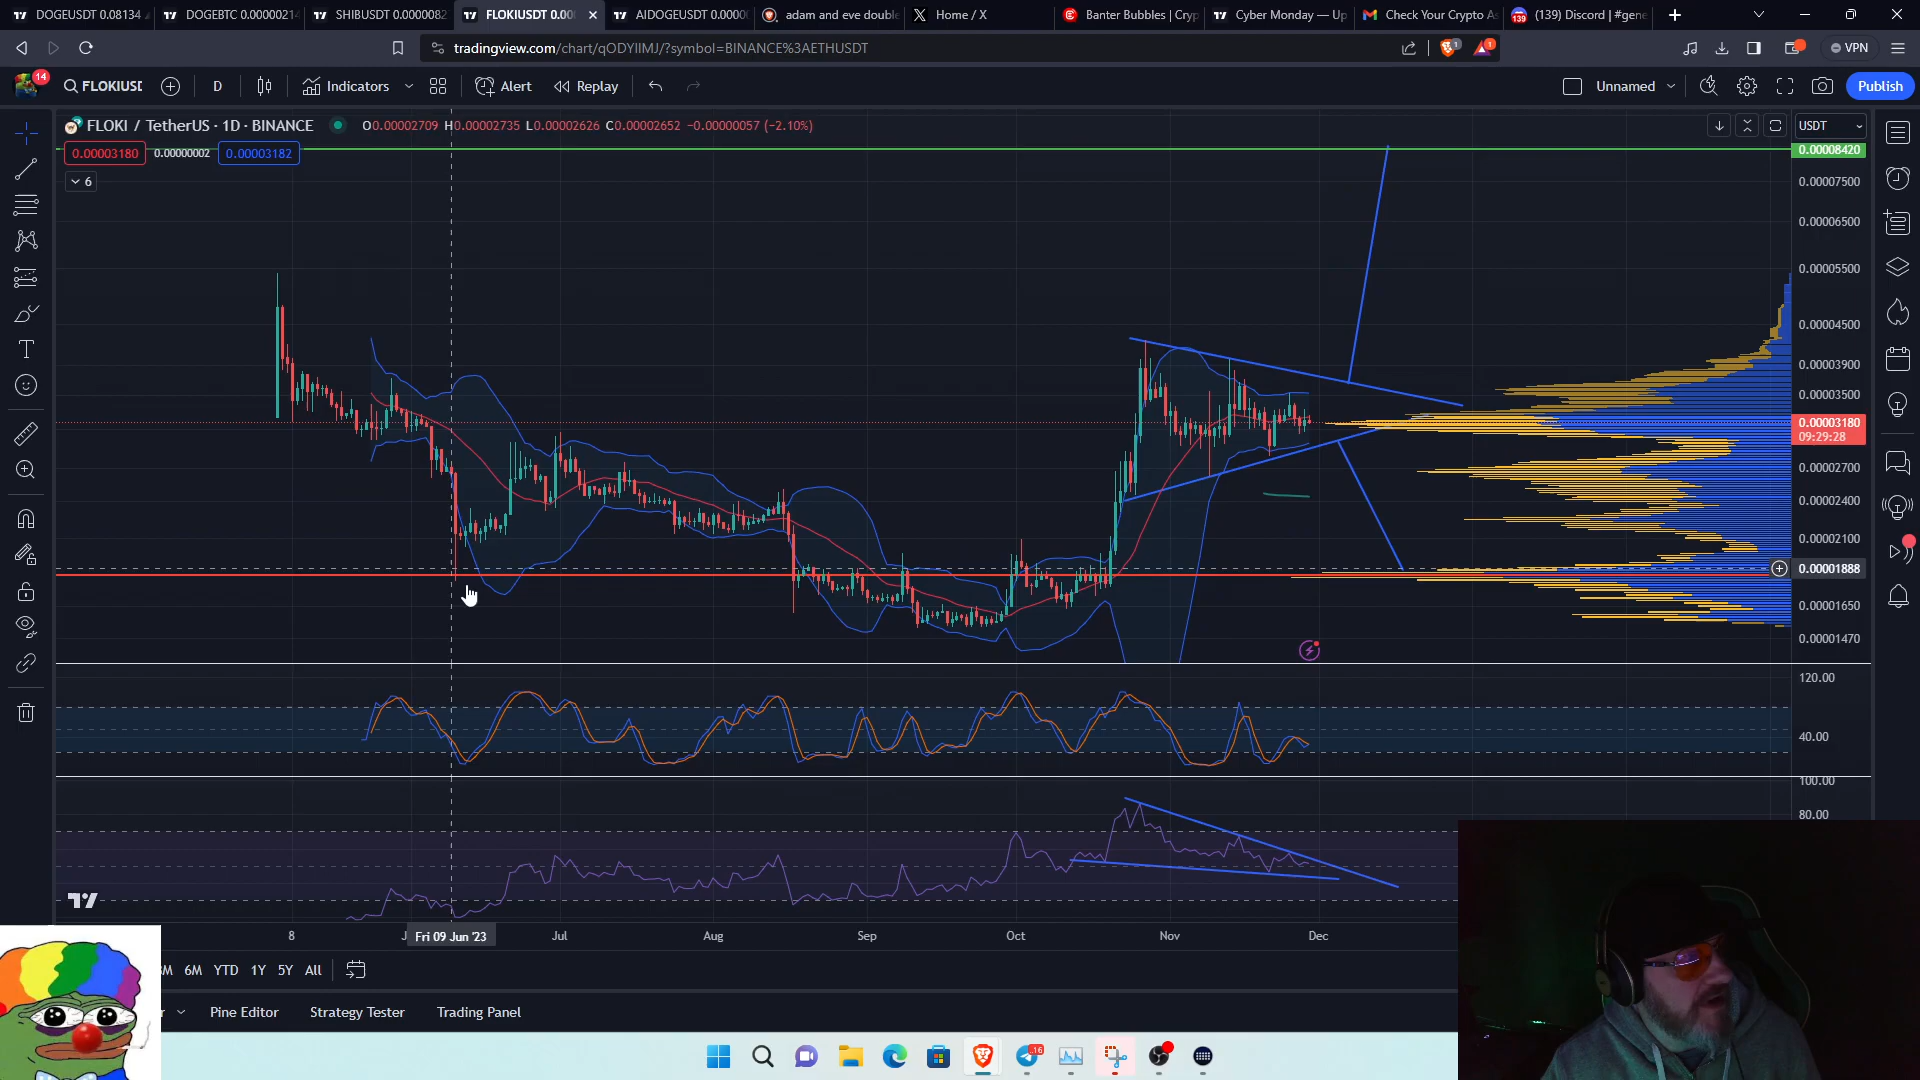 DOGEUSDT 0.08134
DOGEBTC 0.0000021
SHIBUSDT 0.0000082
FLOKIUSDT 0.00
AIDOGEUSDT 0.0000
adam and eve double
Home / X
Banter Bubbles | Cryp
Cyber Monday — Up
Check Your Crypto As
(139) Discord | #gene
tradingview.com/chart/qODYIIMJ/?symbol=BINANCE%3AETHUSDT
VPN
14
FLOKIUSD
D
Indicators
Alert
Replay
Unnamed
Publish
FLOKI / TetherUS · 1D · BINANCE
O0.00002709 H0.00002735 L0.00002626 C0.00002652 −0.00000057 (−2.10%)
USDT
0.00003180
0.00000002
0.00003182
6
0.00008420
0.00007500
0.00006500
0.00005500
0.00004500
0.00003900
0.00003500
0.00003180
09:29:28
0.00002700
0.00002400
0.00002100
0.00001888
0.00001650
0.00001470
120.00
40.00
100.00
80.00
8
Fri 09 Jun '23
Jul
Aug
Sep
Oct
Nov
Dec
6M
YTD
1Y
5Y
All
Pine Editor
Strategy Tester
Trading Panel